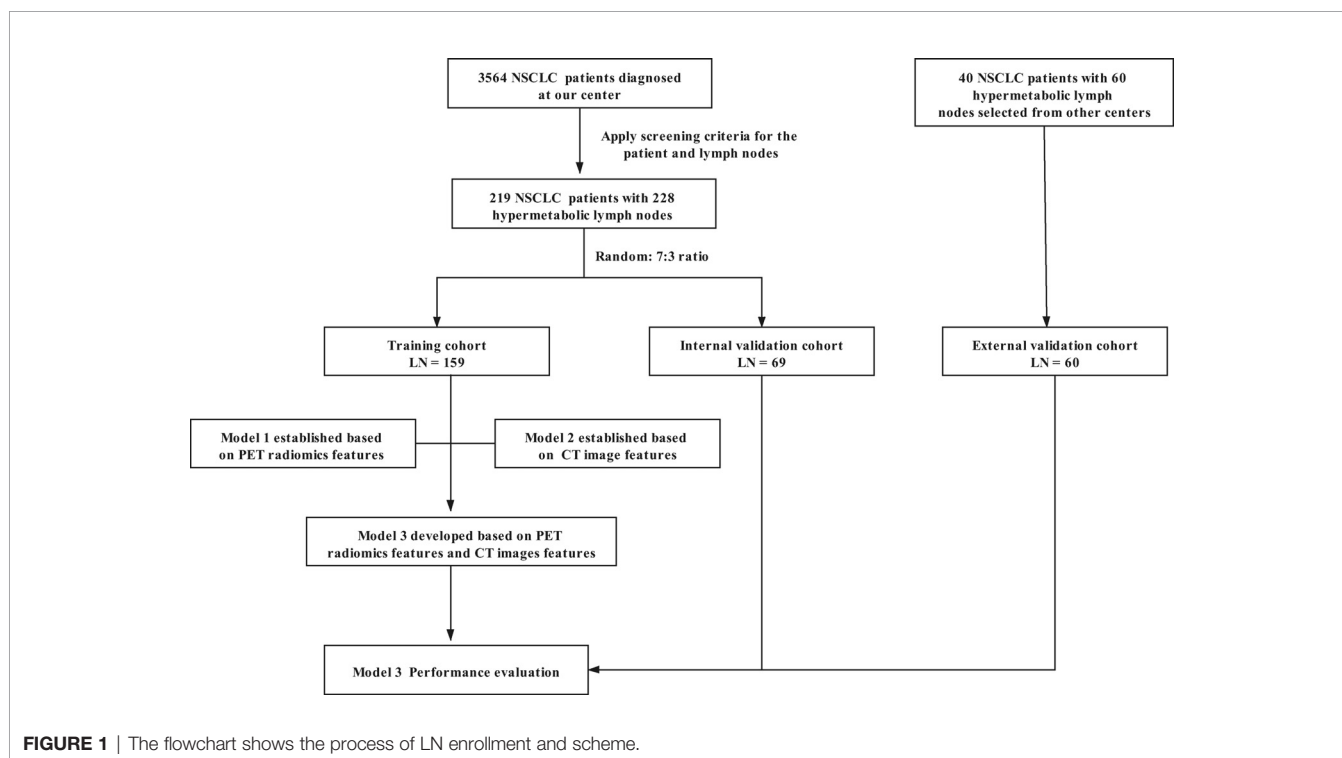 3564 NSCLC patients diagnosed
at our center
40 NSCLC patients with 60
hypermetabolic lymph
nodes selected from other centers
Apply screening criteria for the
patient and lymph nodes
219 NSCLC patients with 228
hypermetabolic lymph nodes
Random: 7:3 ratio
Training cohort
LN = 159
Internal validation cohort
LN = 69
External validation cohort
LN = 60
Model 1 established based
on PET radiomics features
Model 2 established based
on CT image features
Model 3 developed based on PET
radiomics features and CT images features
Model 3 Performance evaluation
FIGURE 1 | The flowchart shows the process of LN enrollment and scheme.